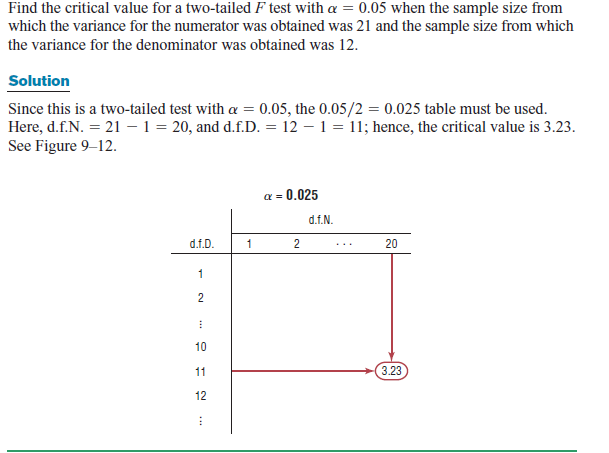 Find the critical value for a two-tailed F test with α = 0.05 when the sample size from
which the variance for the numerator was obtained was 21 and the sample size from which
the variance for the denominator was obtained was 12.
Solution
Since this is a two-tailed test with α = 0.05, the 0.05/2 = 0.025 table must be used.
Here, d.f.N. = 21 − 1 = 20, and d.f.D. = 12 − 1 = 11; hence, the critical value is 3.23.
See Figure 9–12.
α = 0.025
d.f.N.
d.f.D. 1 2 ... 20
1
2
⋮
10
11 3.23
12
⋮